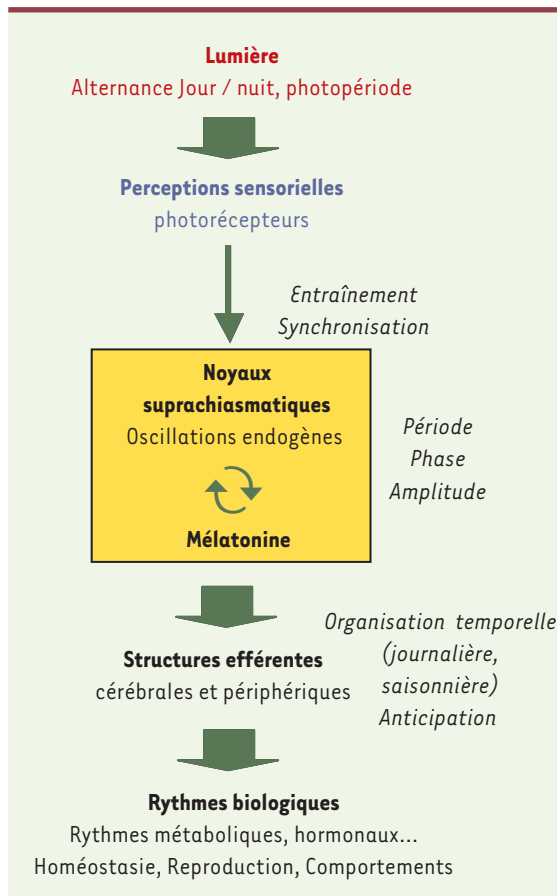 Lumière
Alternance Jour / nuit, photopériode
Perceptions sensorielles
photorécepteurs
Entraînement
Synchronisation
Noyaux
suprachiasmatiques
Oscillations endogènes
Mélatonine
Période
Phase
Amplitude
Structures efférentes
cérébrales et périphériques
Organisation temporelle
(journalière,
saisonnière)
Anticipation
Rythmes biologiques
Rythmes métaboliques, hormonaux...
Homéostasie, Reproduction, Comportements